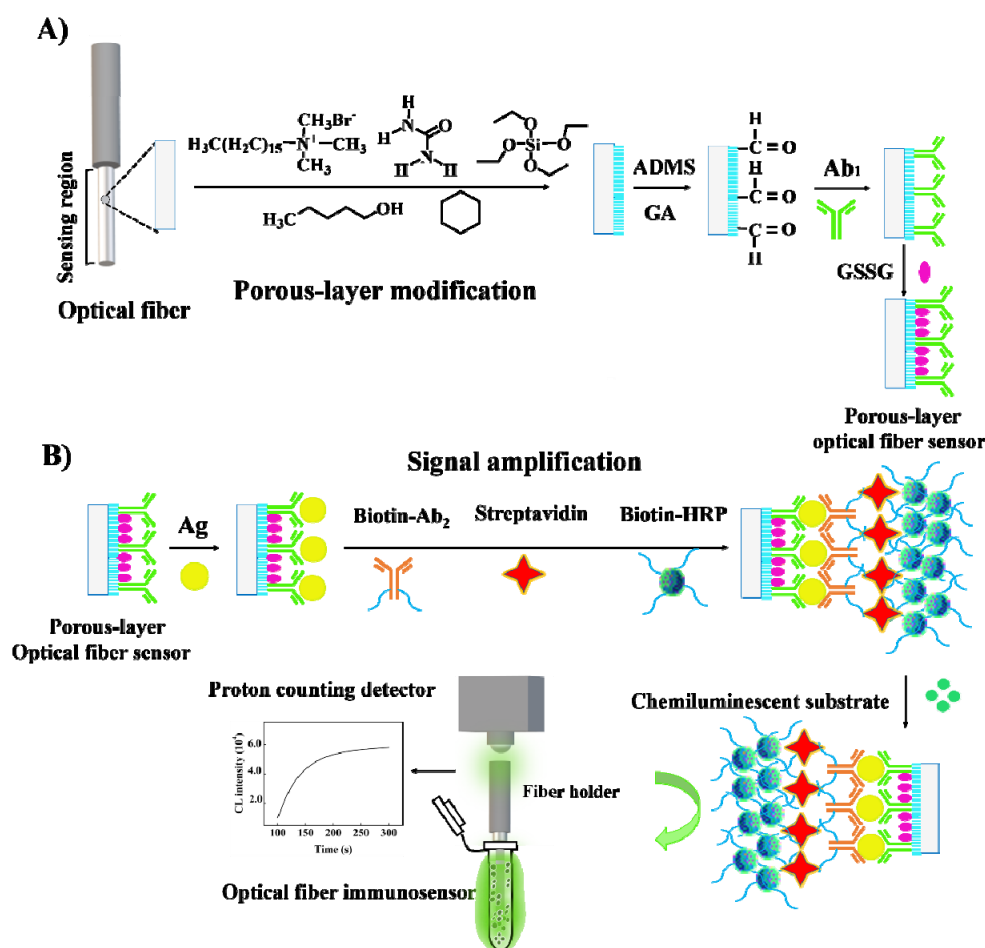 A)
Sensing region
Optical fiber
H₃C(H₂C)₁₅—N⁺—CH₃
CH₃Br⁻
CH₃
H
H
N
O
N
H H
O
O Si O
O
H₃C OH
Porous-layer modification
ADMS
GA
H
C=O
H
C=O
C=O
H
Ab₁
GSSG
Porous-layer
optical fiber sensor
B)
Signal amplification
Ag
Biotin-Ab₂
Streptavidin
Biotin-HRP
Porous-layer
Optical fiber sensor
Chemiluminescent substrate
Proton counting detector
CL intensity (10⁴)
6.0
4.0
2.0
100 150 200 250 300
Time (s)
Fiber holder
Optical fiber immunosensor